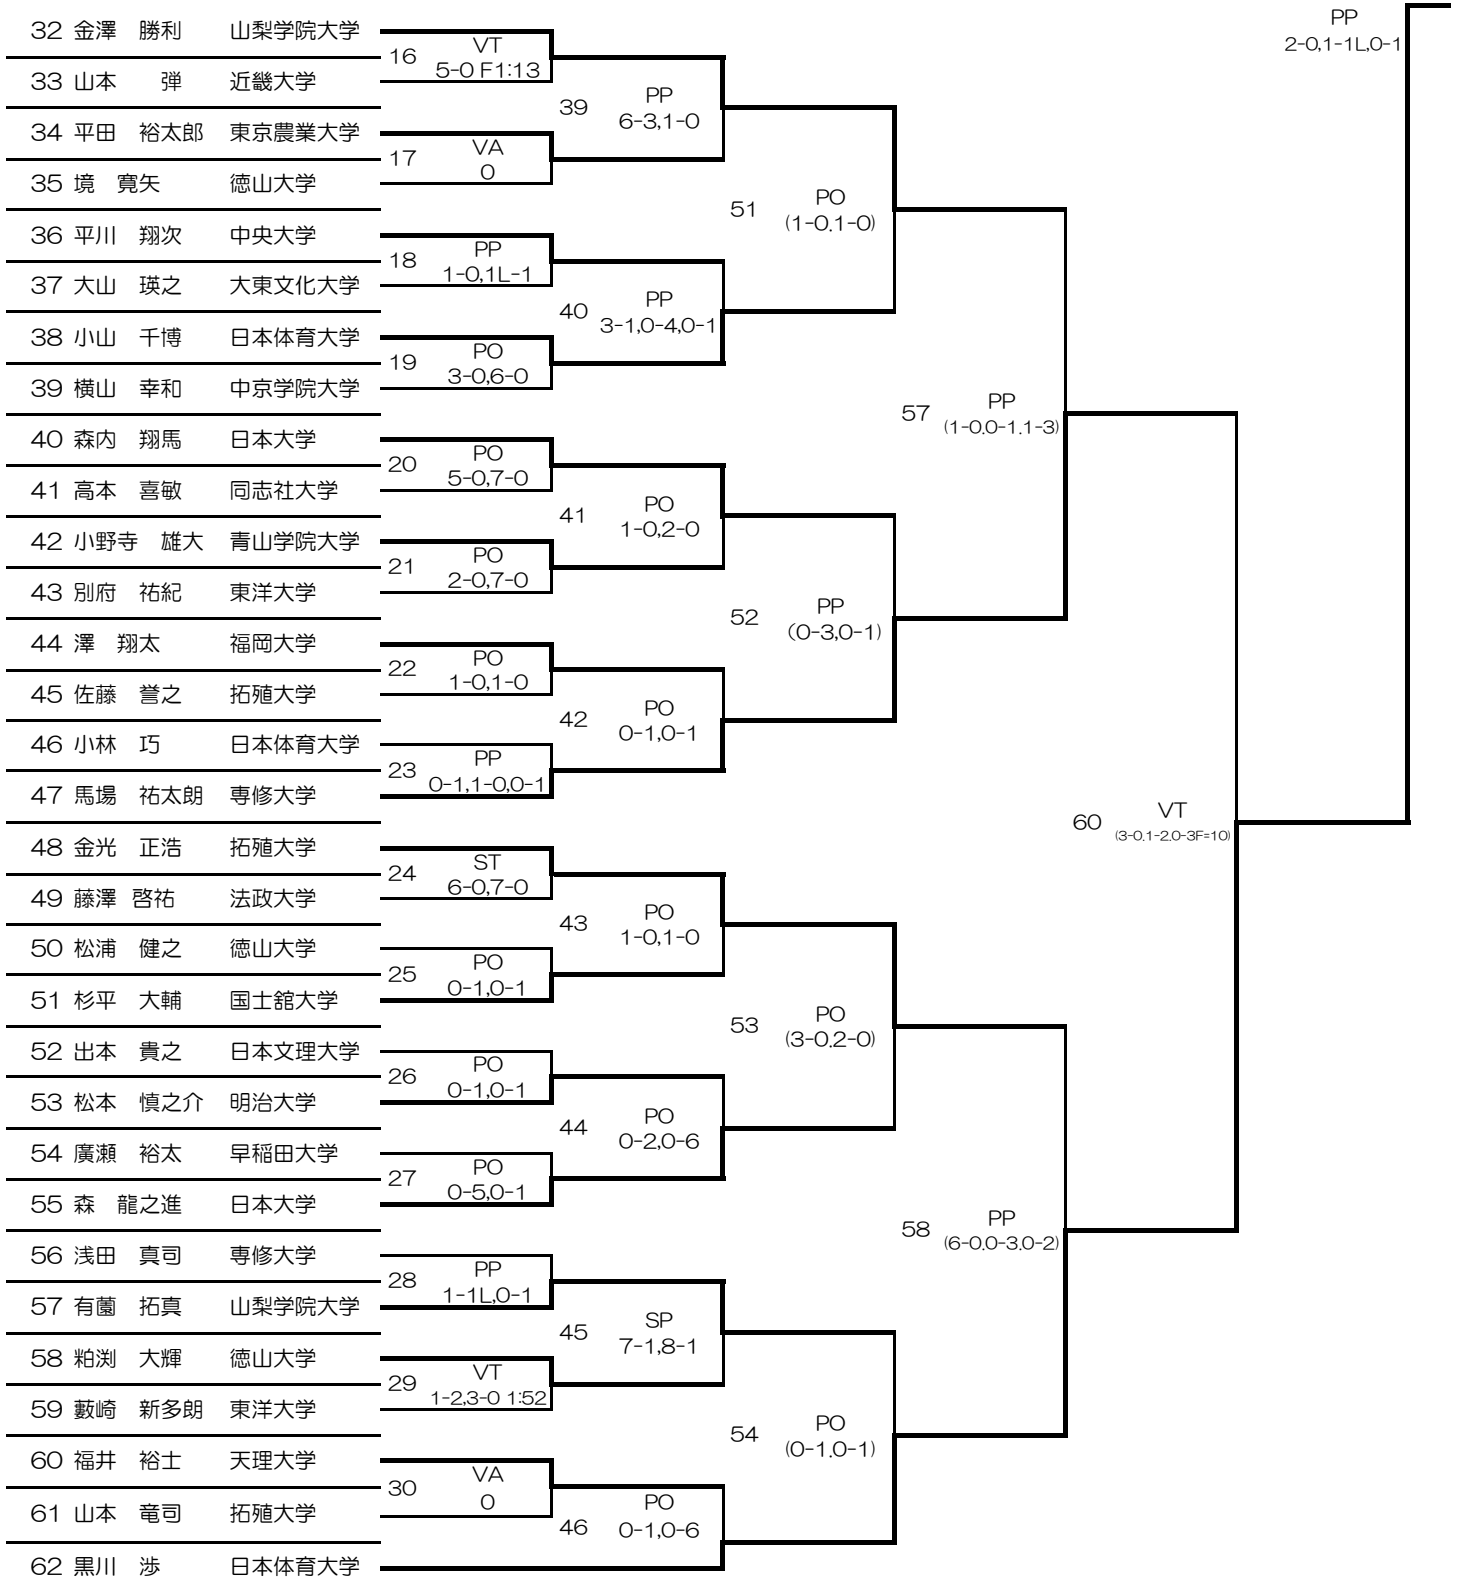 PP
2-0,1-1L,0-1
32 金澤　勝利　山梨学院大学
16 VT
5-0 F1:13
33 山本　弾　近畿大学
39 PP
6-3,1-0
34 平田　裕太郎　東京農業大学
17 VA
0
35 境　寛矢　徳山大学
51 PO
(1-0.1-0)
36 平川　翔次　中央大学
18 PP
1-0,1L-1
37 大山　瑛之　大東文化大学
40 PP
3-1,0-4,0-1
38 小山　千博　日本体育大学
19 PO
3-0,6-0
39 横山　幸和　中京学院大学
57 PP
(1-0.0-1.1-3)
40 森内　翔馬　日本大学
20 PO
5-0,7-0
41 高本　喜敏　同志社大学
41 PO
1-0,2-0
42 小野寺　雄大　青山学院大学
21 PO
2-0,7-0
43 別府　祐紀　東洋大学
52 PP
(0-3,0-1)
44 澤　翔太　福岡大学
22 PO
1-0,1-0
45 佐藤　誉之　拓殖大学
42 PO
0-1,0-1
46 小林　巧　日本体育大学
23 PP
0-1,1-0,0-1
47 馬場　祐太朗　専修大学
60 VT
(3-0.1-2.0-3F=10)
48 金光　正浩　拓殖大学
24 ST
6-0,7-0
49 藤澤　啓祐　法政大学
43 PO
1-0,1-0
50 松浦　健之　徳山大学
25 PO
0-1,0-1
51 杉平　大輔　国士舘大学
53 PO
(3-0.2-0)
52 出本　貴之　日本文理大学
26 PO
0-1,0-1
53 松本　慎之介　明治大学
44 PO
0-2,0-6
54 廣瀬　裕太　早稲田大学
27 PO
0-5,0-1
55 森　龍之進　日本大学
58 PP
(6-0.0-3.0-2)
56 浅田　真司　専修大学
28 PP
1-1L,0-1
57 有薗　拓真　山梨学院大学
45 SP
7-1,8-1
58 粕渕　大輝　徳山大学
29 VT
1-2,3-0 1:52
59 藪崎　新多朗　東洋大学
54 PO
(0-1.0-1)
60 福井　裕士　天理大学
30 VA
0
61 山本　竜司　拓殖大学
46 PO
0-1,0-6
62 黒川　渉　日本体育大学